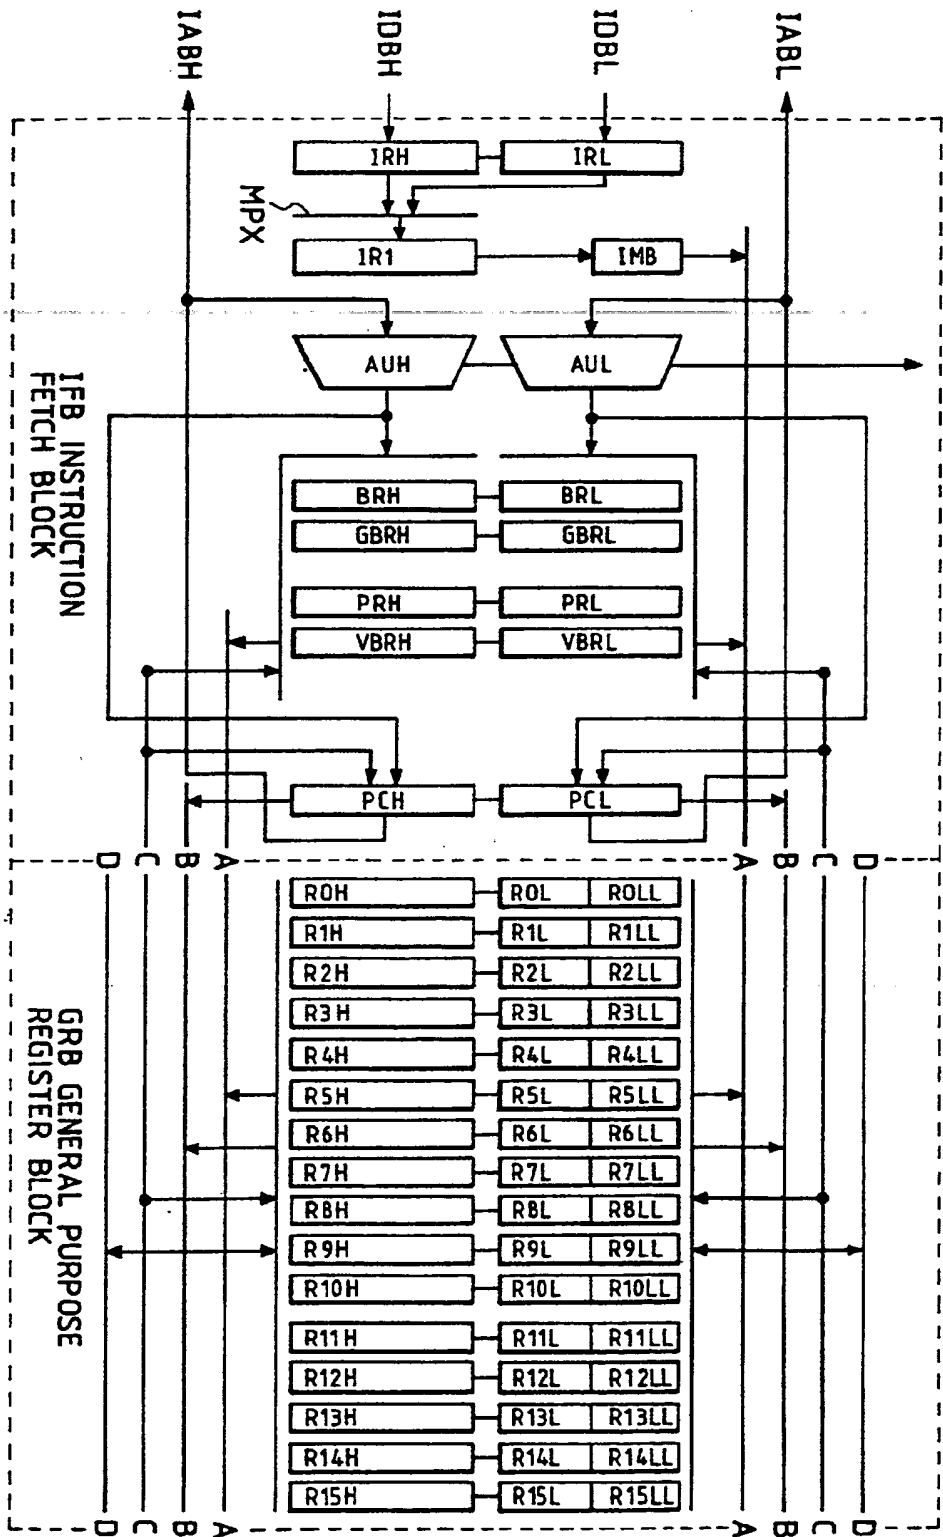 IABH
IDBH
IDBL
IABL
IRH
IRL
MPX
IR1
IMB
AUH
AUL
IFB INSTRUCTION
FETCH BLOCK
BRH
BRL
GBRH
GBRL
PRH
PRL
VBRH
VBRL
PCH
PCL
D
C
B
A
A
B
C
D
R0H
R0L
R0LL
R1H
R1L
R1LL
R2H
R2L
R2LL
R3H
R3L
R3LL
R4H
R4L
R4LL
R5H
R5L
R5LL
R6H
R6L
R6LL
R7H
R7L
R7LL
R8H
R8L
R8LL
R9H
R9L
R9LL
R10H
R10L
R10LL
R11H
R11L
R11LL
R12H
R12L
R12LL
R13H
R13L
R13LL
R14H
R14L
R14LL
R15H
R15L
R15LL
GRB GENERAL PURPOSE
REGISTER BLOCK
D
C
B
A
A
B
C
D